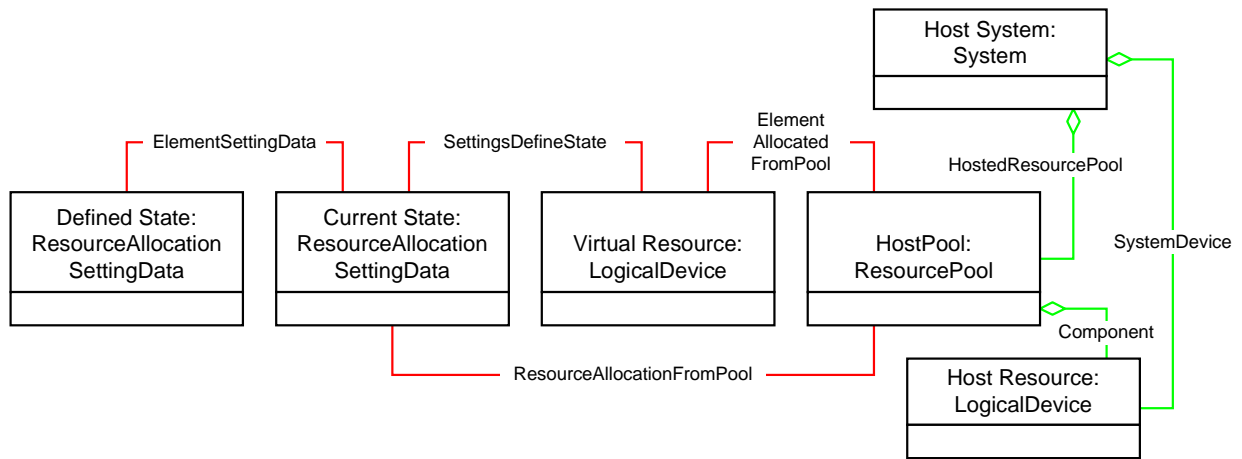 Host System:
System
ElementSettingData
SettingsDefineState
Element
Allocated
FromPool
HostedResourcePool
Defined State:
ResourceAllocation
SettingData
Current State:
ResourceAllocation
SettingData
Virtual Resource:
LogicalDevice
HostPool:
ResourcePool
SystemDevice
Component
ResourceAllocationFromPool
Host Resource:
LogicalDevice